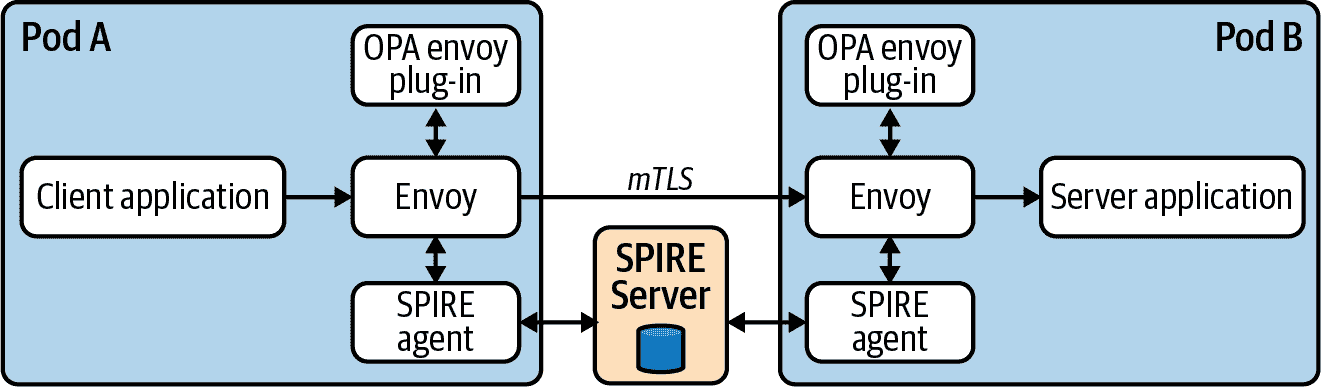 Pod A
OPA envoy
plug-in
Client application
Envoy
SPIRE
agent
mTLS
SPIRE
Server
Pod B
OPA envoy
plug-in
Envoy
Server application
SPIRE
agent